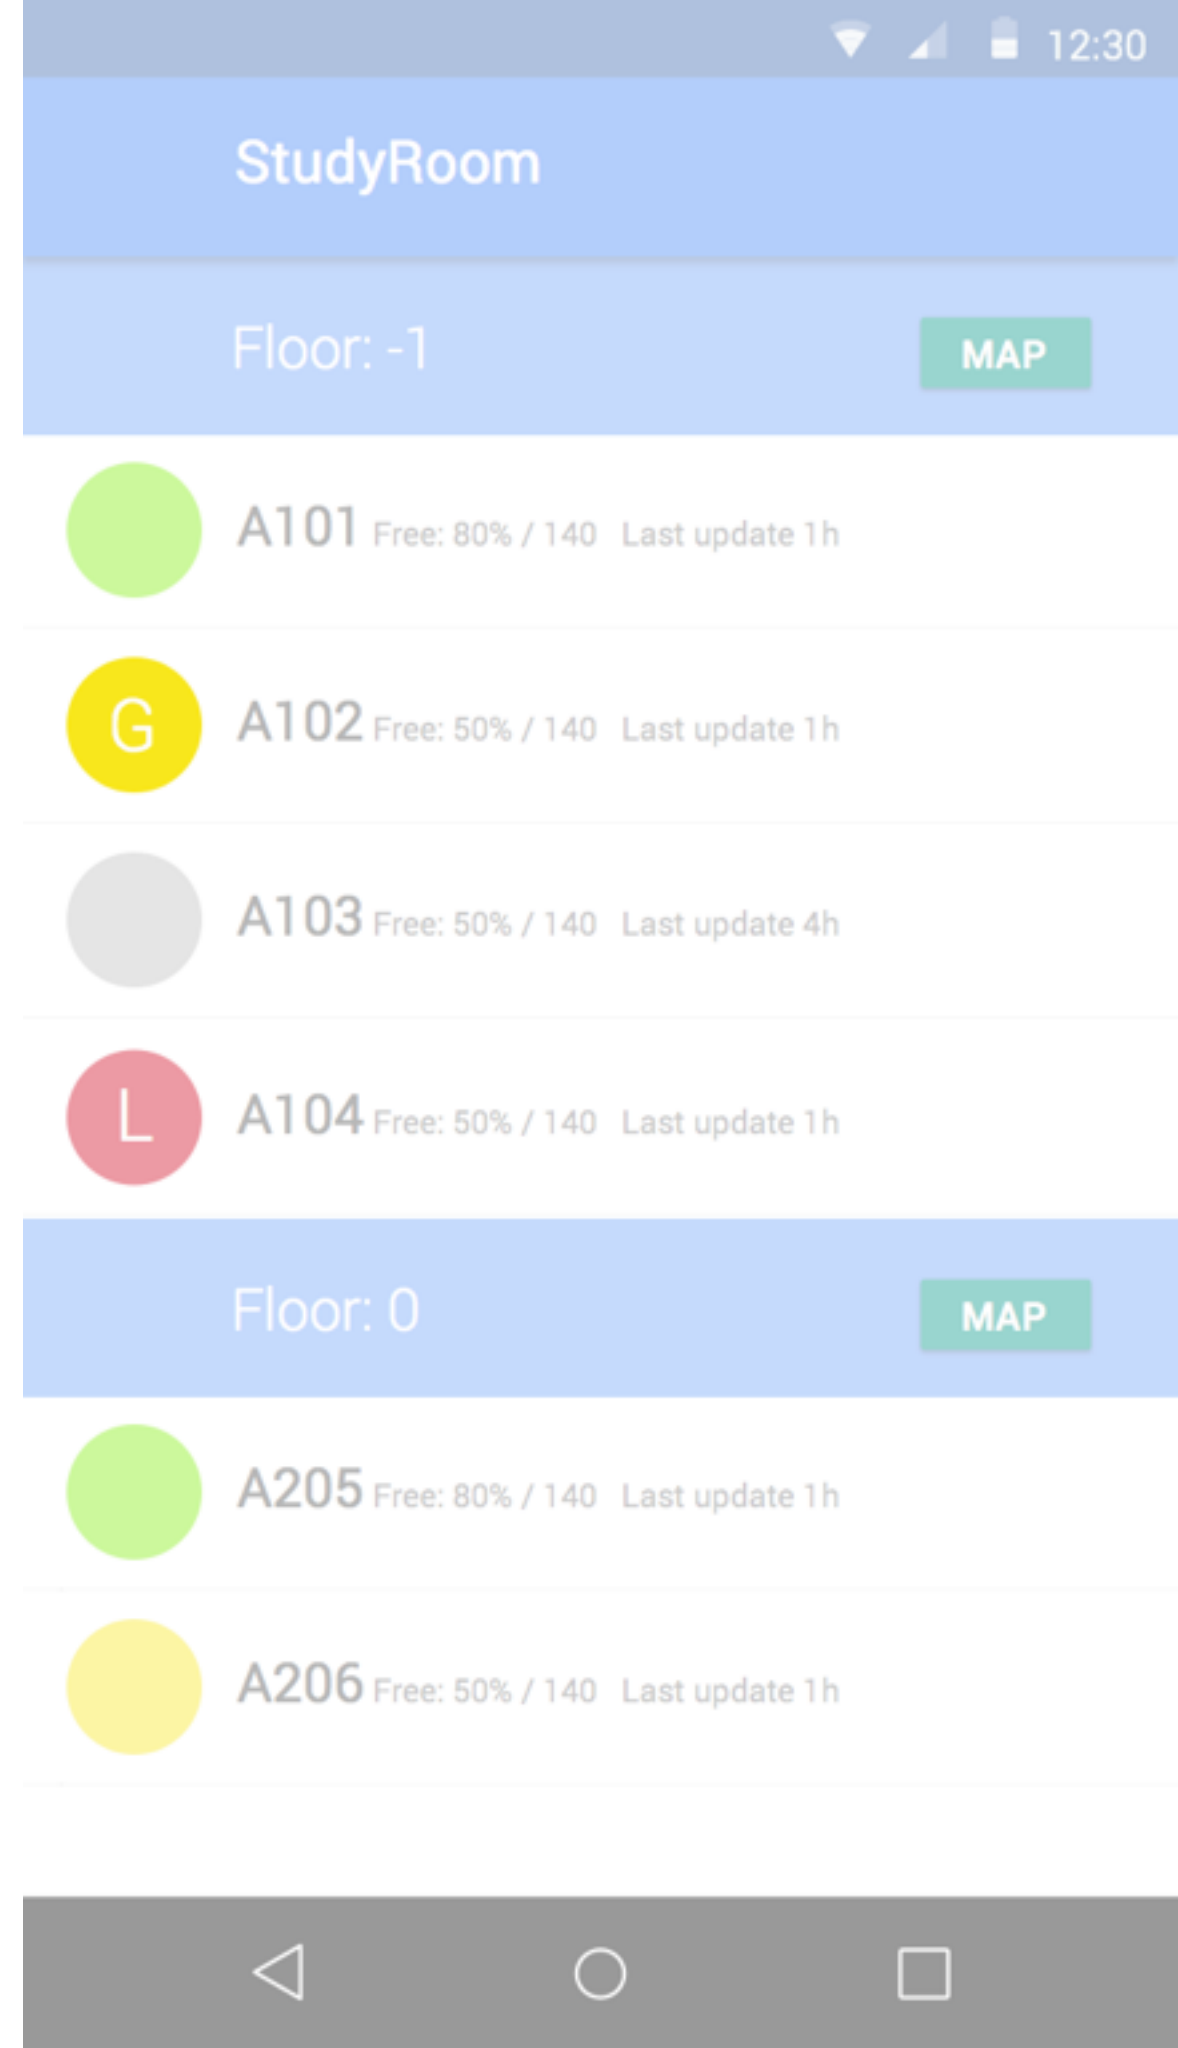 12:30
StudyRoom
Floor: -1 MAP
A101 Free: 80% / 140 Last update 1h
G A102 Free: 50% / 140 Last update 1h
A103 Free: 50% / 140 Last update 4h
L A104 Free: 50% / 140 Last update 1h
Floor: 0 MAP
A205 Free: 80% / 140 Last update 1h
A206 Free: 50% / 140 Last update 1h